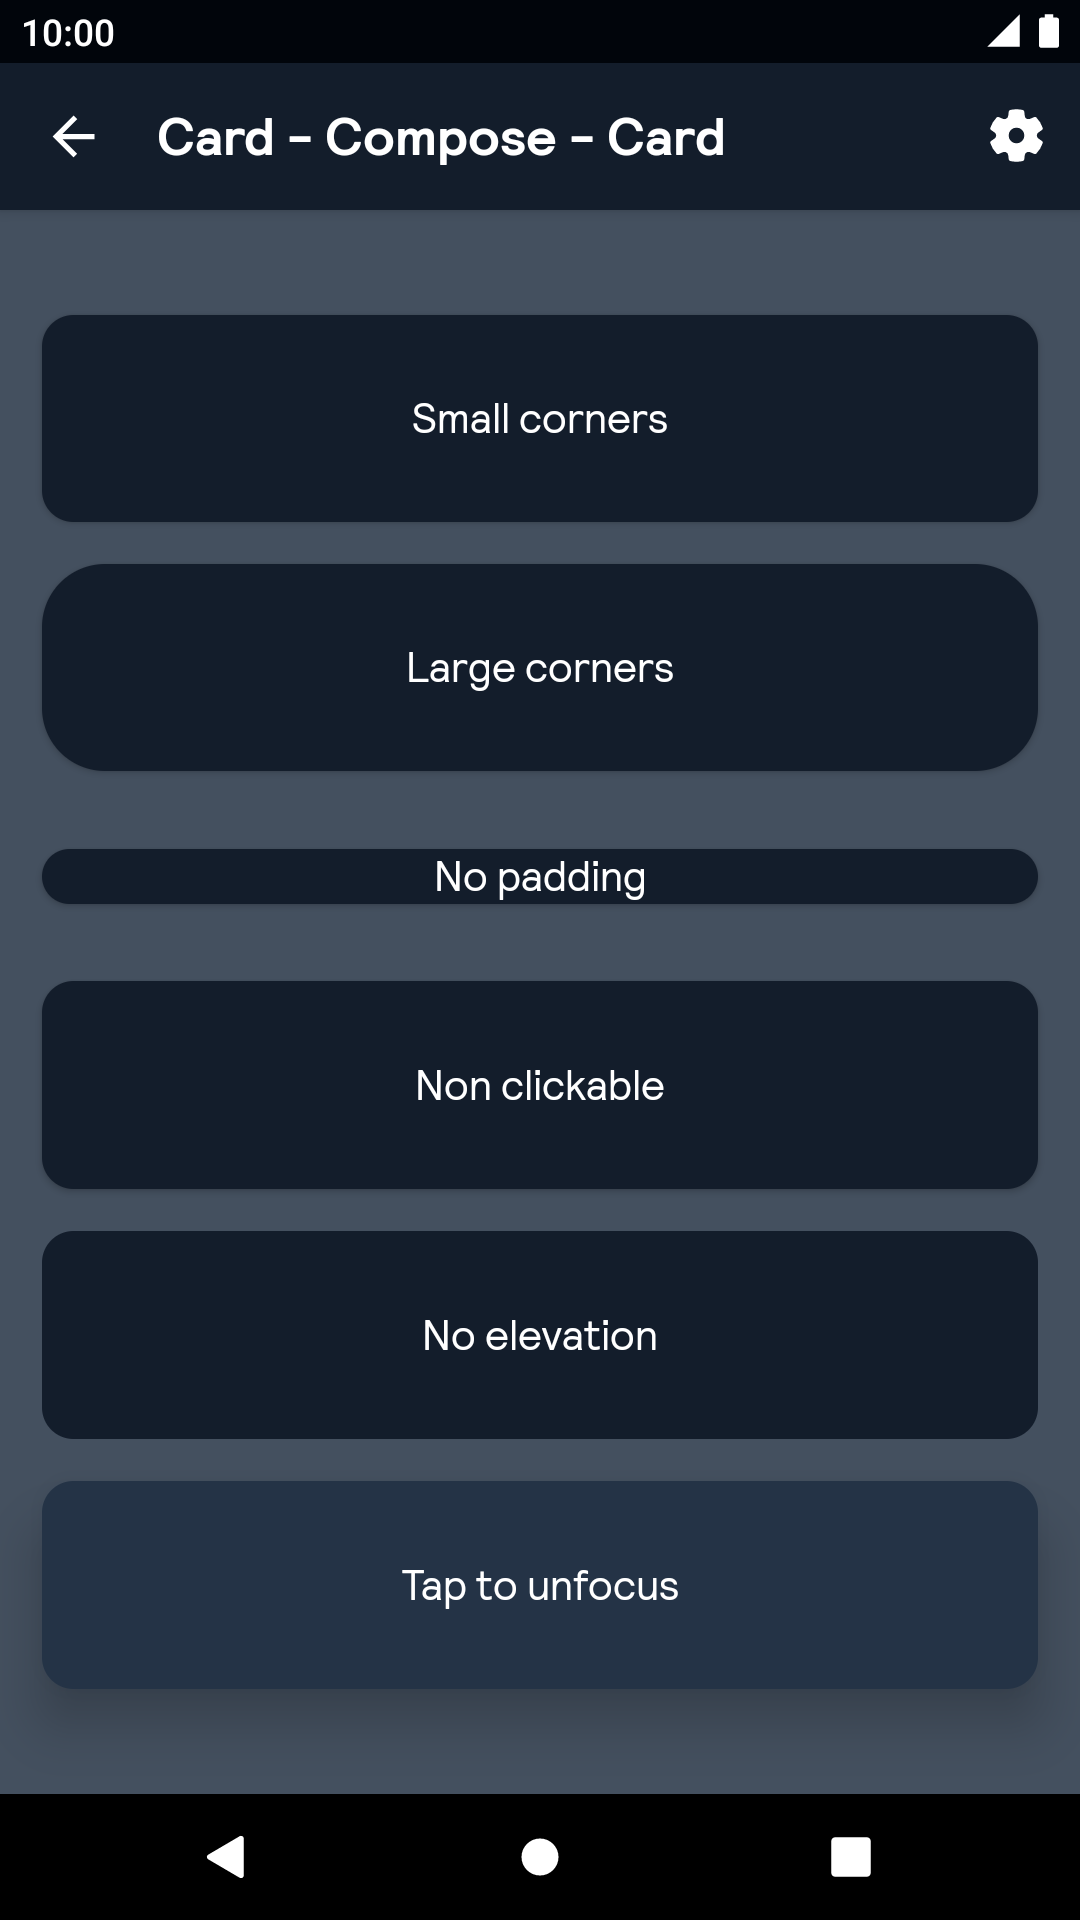 10:00
Card - Compose - Card
Small corners
Large corners
No padding
Non clickable
No elevation
Tap to unfocus